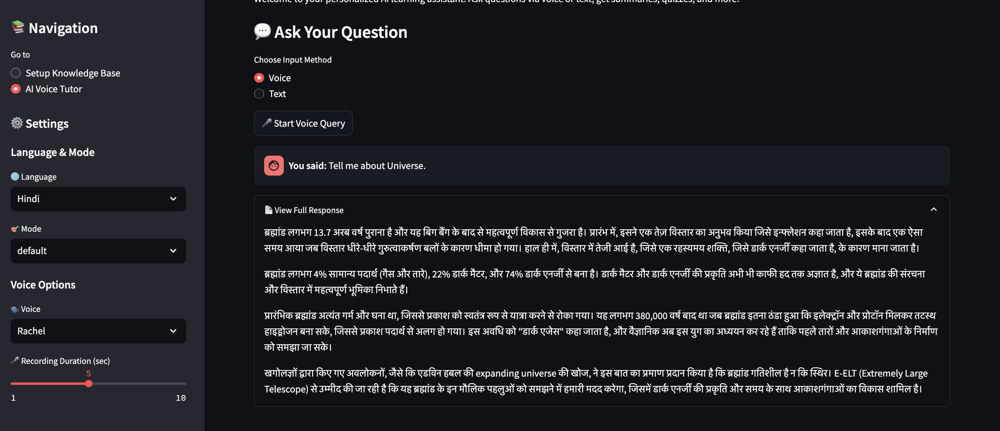 Welcome to your personalized AI learning assistant. Ask questions via voice or text, get summaries, quizzes, and more!
📚 Navigation
Go to
Setup Knowledge Base
AI Voice Tutor
⚙️ Settings
Language & Mode
🌐 Language
Hindi
🎯 Mode
default
Voice Options
🗣️ Voice
Rachel
🎤 Recording Duration (sec)
5
1
10
💬 Ask Your Question
Choose Input Method
Voice
Text
🎤 Start Voice Query
You said: Tell me about Universe.
📄 View Full Response
ब्रह्मांड लगभग 13.7 अरब वर्ष पुराना है और यह बिग बैंग के बाद से महत्वपूर्ण विकास से गुजरा है। प्रारंभ में, इसने एक तेज़ विस्तार का अनुभव किया जिसे इन्फ्लेशन कहा जाता है, इसके बाद एक ऐसा
समय आया जब विस्तार धीरे-धीरे गुरुत्वाकर्षण बलों के कारण धीमा हो गया। हाल ही में, विस्तार में तेजी आई है, जिसे एक रहस्यमय शक्ति, जिसे डार्क एनर्जी कहा जाता है, के कारण माना जाता है।
ब्रह्मांड लगभग 4% सामान्य पदार्थ (गैस और तारे), 22% डार्क मैटर, और 74% डार्क एनर्जी से बना है। डार्क मैटर और डार्क एनर्जी की प्रकृति अभी भी काफी हद तक अज्ञात है, और ये ब्रह्मांड की संरचना
और विस्तार में महत्वपूर्ण भूमिका निभाते हैं।
प्रारंभिक ब्रह्मांड अत्यंत गर्म और घना था, जिससे प्रकाश को स्वतंत्र रूप से यात्रा करने से रोका गया। यह लगभग 380,000 वर्ष बाद था जब ब्रह्मांड इतना ठंडा हुआ कि इलेक्ट्रॉन और प्रोटॉन मिलकर तटस्थ
हाइड्रोजन बना सके, जिससे प्रकाश पदार्थ से अलग हो गया। इस अवधि को "डार्क एजेस" कहा जाता है, और वैज्ञानिक अब इस युग का अध्ययन कर रहे हैं ताकि पहले तारों और आकाशगंगाओं के निर्माण
को समझा जा सके।
खगोलज्ञों द्वारा किए गए अवलोकनों, जैसे कि एडविन हबल की expanding universe की खोज, ने इस बात का प्रमाण प्रदान किया है कि ब्रह्मांड गतिशील है न कि स्थिर। E-ELT (Extremely Large
Telescope) से उम्मीद की जा रही है कि यह ब्रह्मांड के इन मौलिक पहलुओं को समझने में हमारी मदद करेगा, जिसमें डार्क एनर्जी की प्रकृति और समय के साथ आकाशगंगाओं का विकास शामिल है।